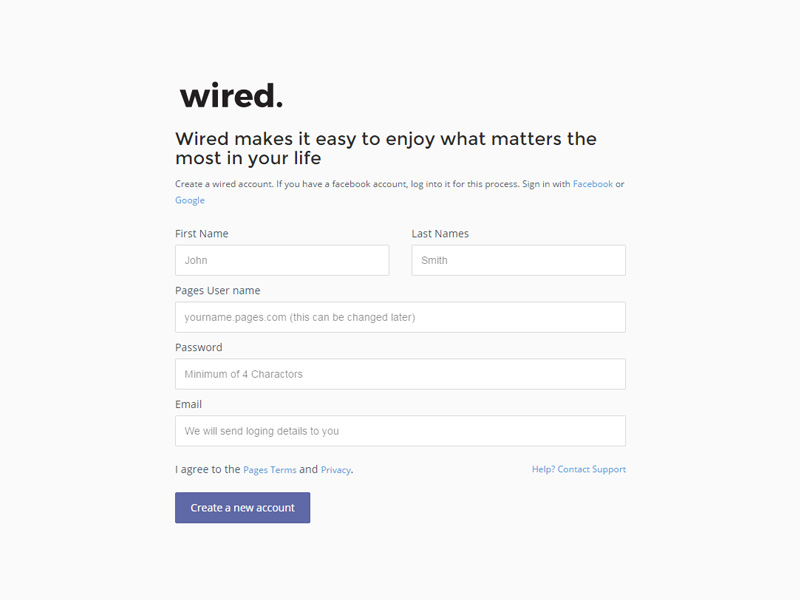 wired.
Wired makes it easy to enjoy what matters the
most in your life
Create a wired account. If you have a facebook account, log into it for this process. Sign in with Facebook or
Google
First Name
Last Names
John
Smith
Pages User name
yourname.pages.com (this can be changed later)
Password
Minimum of 4 Charactors
Email
We will send loging details to you
I agree to the Pages Terms and Privacy.
Help? Contact Support
Create a new account